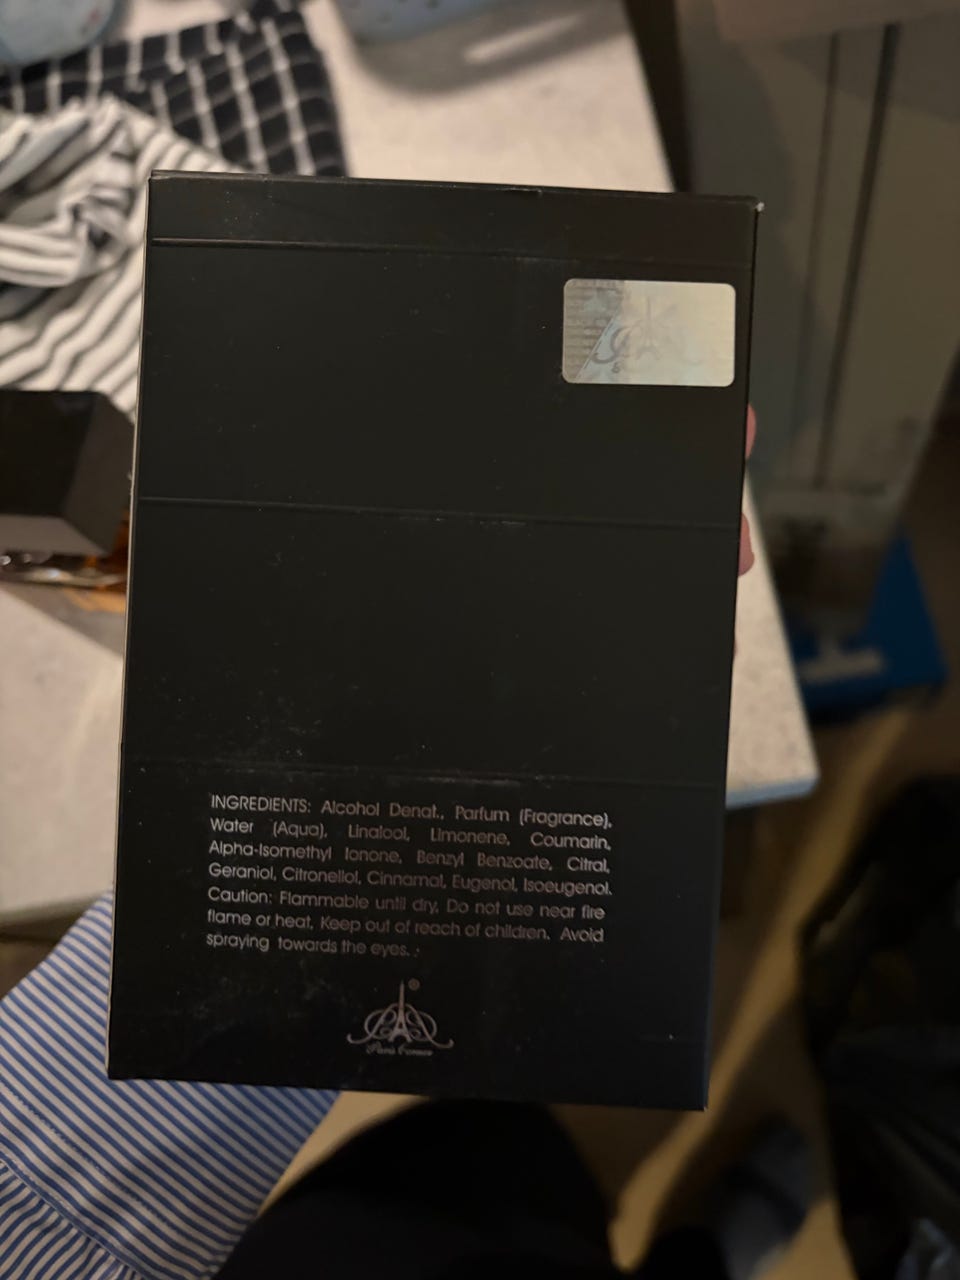 INGREDIENTS: Alcohol Denat., Parfum (Fragrance),
Water (Aqua), Linalool, Limonene, Coumarin,
Alpha-Isomethyl Ionone, Benzyl Benzoate, Citral,
Geraniol, Citronellol, Cinnamal, Eugenol, Isoeugenol.
Caution: Flammable until dry, Do not use near fire
flame or heat, Keep out of reach of children. Avoid
spraying towards the eyes. .
®
Paris Corner